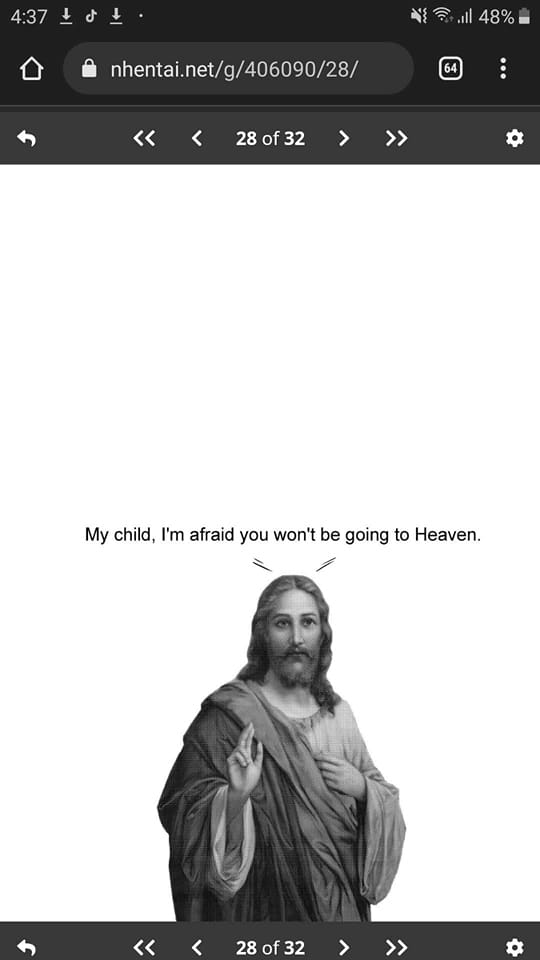 4:37 48%
nhentai.net/g/406090/28/ 64
28 of 32
My child, I'm afraid you won't be going to Heaven.
28 of 32